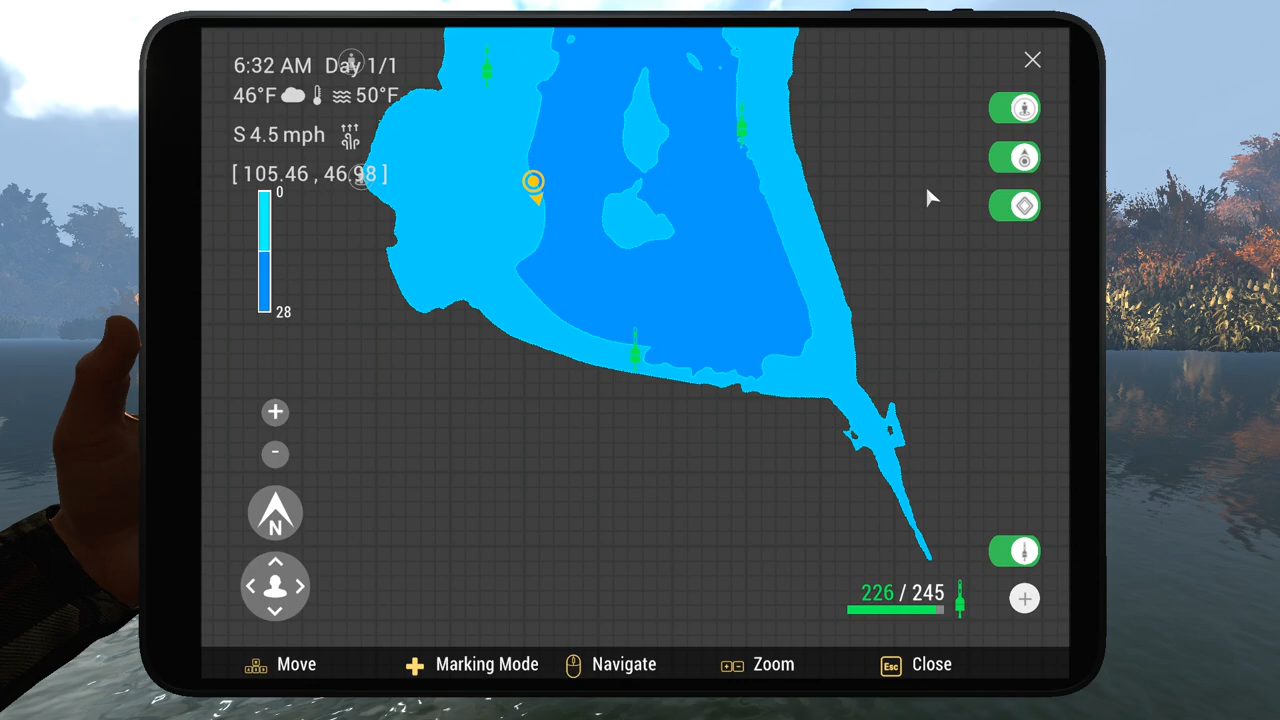 6:32 AM Day 1/1
46°F 50°F
S 4.5 mph
[ 105.46 , 46.98 ]
0
28
+
-
N
226 / 245
Move
Marking Mode
Navigate
Zoom
Esc Close